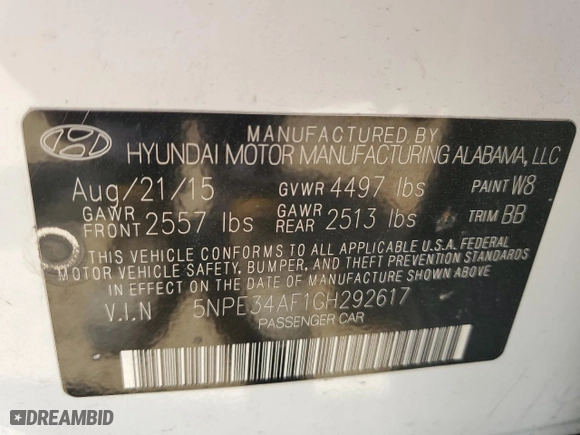 MANUFACTURED BY
HYUNDAI MOTOR MANUFACTURING ALABAMA, LLC
Aug/21/15 GVWR 4497 lbs PAINT W8
GAWR FRONT 2557 lbs GAWR REAR 2513 lbs TRIM BB
THIS VEHICLE CONFORMS TO ALL APPLICABLE U.S.A. FEDERAL
MOTOR VEHICLE SAFETY, BUMPER, AND THEFT PREVENTION STANDARDS
IN EFFECT ON THE DATE OF MANUFACTURE SHOWN ABOVE
V.I.N 5NPE34AF1GH292617
PASSENGER CAR
DREAMBID